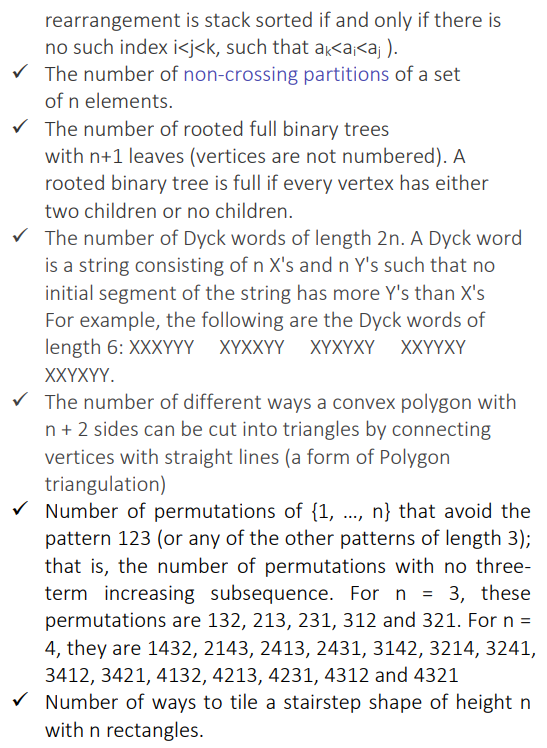 rearrangement is stack sorted if and only if there is
no such index i<j<k, such that aₖ<aᵢ<aⱼ ).
✓ The number of non-crossing partitions of a set
of n elements.
✓ The number of rooted full binary trees
with n+1 leaves (vertices are not numbered). A
rooted binary tree is full if every vertex has either
two children or no children.
✓ The number of Dyck words of length 2n. A Dyck word
is a string consisting of n X's and n Y's such that no
initial segment of the string has more Y's than X's
For example, the following are the Dyck words of
length 6: XXXYYY XYXXYY XYXYXY XXYYXY
XXYXYY.
✓ The number of different ways a convex polygon with
n + 2 sides can be cut into triangles by connecting
vertices with straight lines (a form of Polygon
triangulation)
✓ Number of permutations of {1, ..., n} that avoid the
pattern 123 (or any of the other patterns of length 3);
that is, the number of permutations with no three-
term increasing subsequence. For n = 3, these
permutations are 132, 213, 231, 312 and 321. For n =
4, they are 1432, 2143, 2413, 2431, 3142, 3214, 3241,
3412, 3421, 4132, 4213, 4231, 4312 and 4321
✓ Number of ways to tile a stairstep shape of height n
with n rectangles.